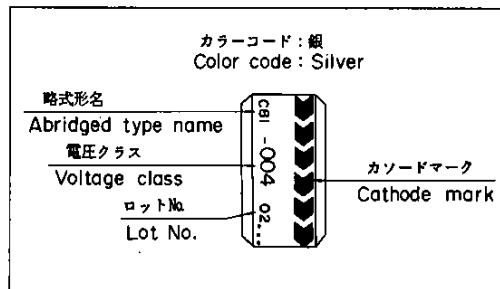 カラーコード：銀
Color code : Silver
略式形名
Abridged type name
電圧クラス
Voltage class
ロットNo.
Lot No.
C81 -004 02...
カソードマーク
Cathode mark